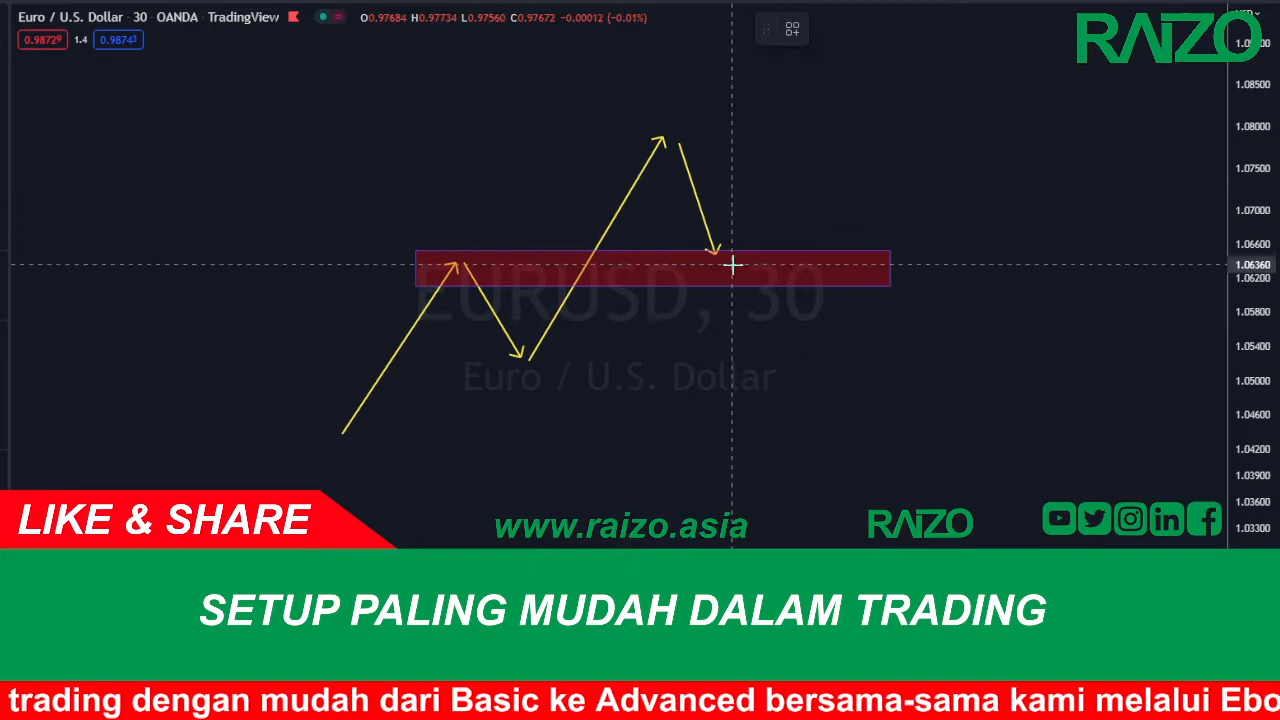 Euro / U.S. Dollar · 30 · OANDA · TradingView
O0.97684 H0.97734 L0.97560 C0.97672 −0.00012 (−0.01%)
0.98729 1.4 0.98743
RAIZO
1.08500
1.08000
1.07500
1.07000
1.06600
1.06360
1.06200
1.05800
1.05400
1.05000
1.04600
1.04200
1.03900
1.03600
1.03300
EURUSD, 30
Euro / U.S. Dollar
LIKE & SHARE
www.raizo.asia
RAIZO
SETUP PALING MUDAH DALAM TRADING
trading dengan mudah dari Basic ke Advanced bersama-sama kami melalui Ebo